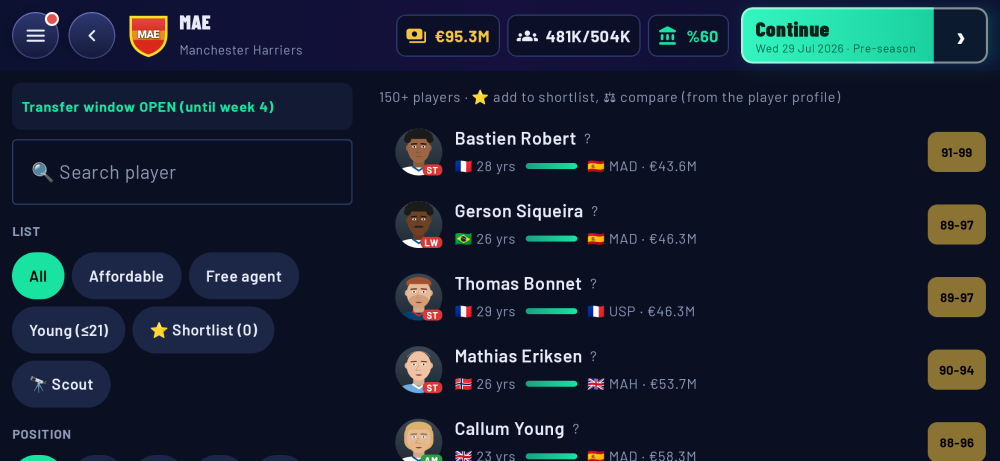 MAE
MAE
Manchester Harriers
€95.3M
481K/504K
%60
Continue
Wed 29 Jul 2026 · Pre-season
Transfer window OPEN (until week 4)
Search player
LIST
All
Affordable
Free agent
Young (≤21)
Shortlist (0)
Scout
POSITION
150+ players · ⭐ add to shortlist, ⚖ compare (from the player profile)
Bastien Robert ?
ST
28 yrs MAD · €43.6M
91-99
Gerson Siqueira ?
LW
26 yrs MAD · €46.3M
89-97
Thomas Bonnet ?
ST
29 yrs USP · €46.3M
89-97
Mathias Eriksen ?
ST
26 yrs MAH · €53.7M
90-94
Callum Young ?
AM
23 yrs MAD · €58.3M
88-96